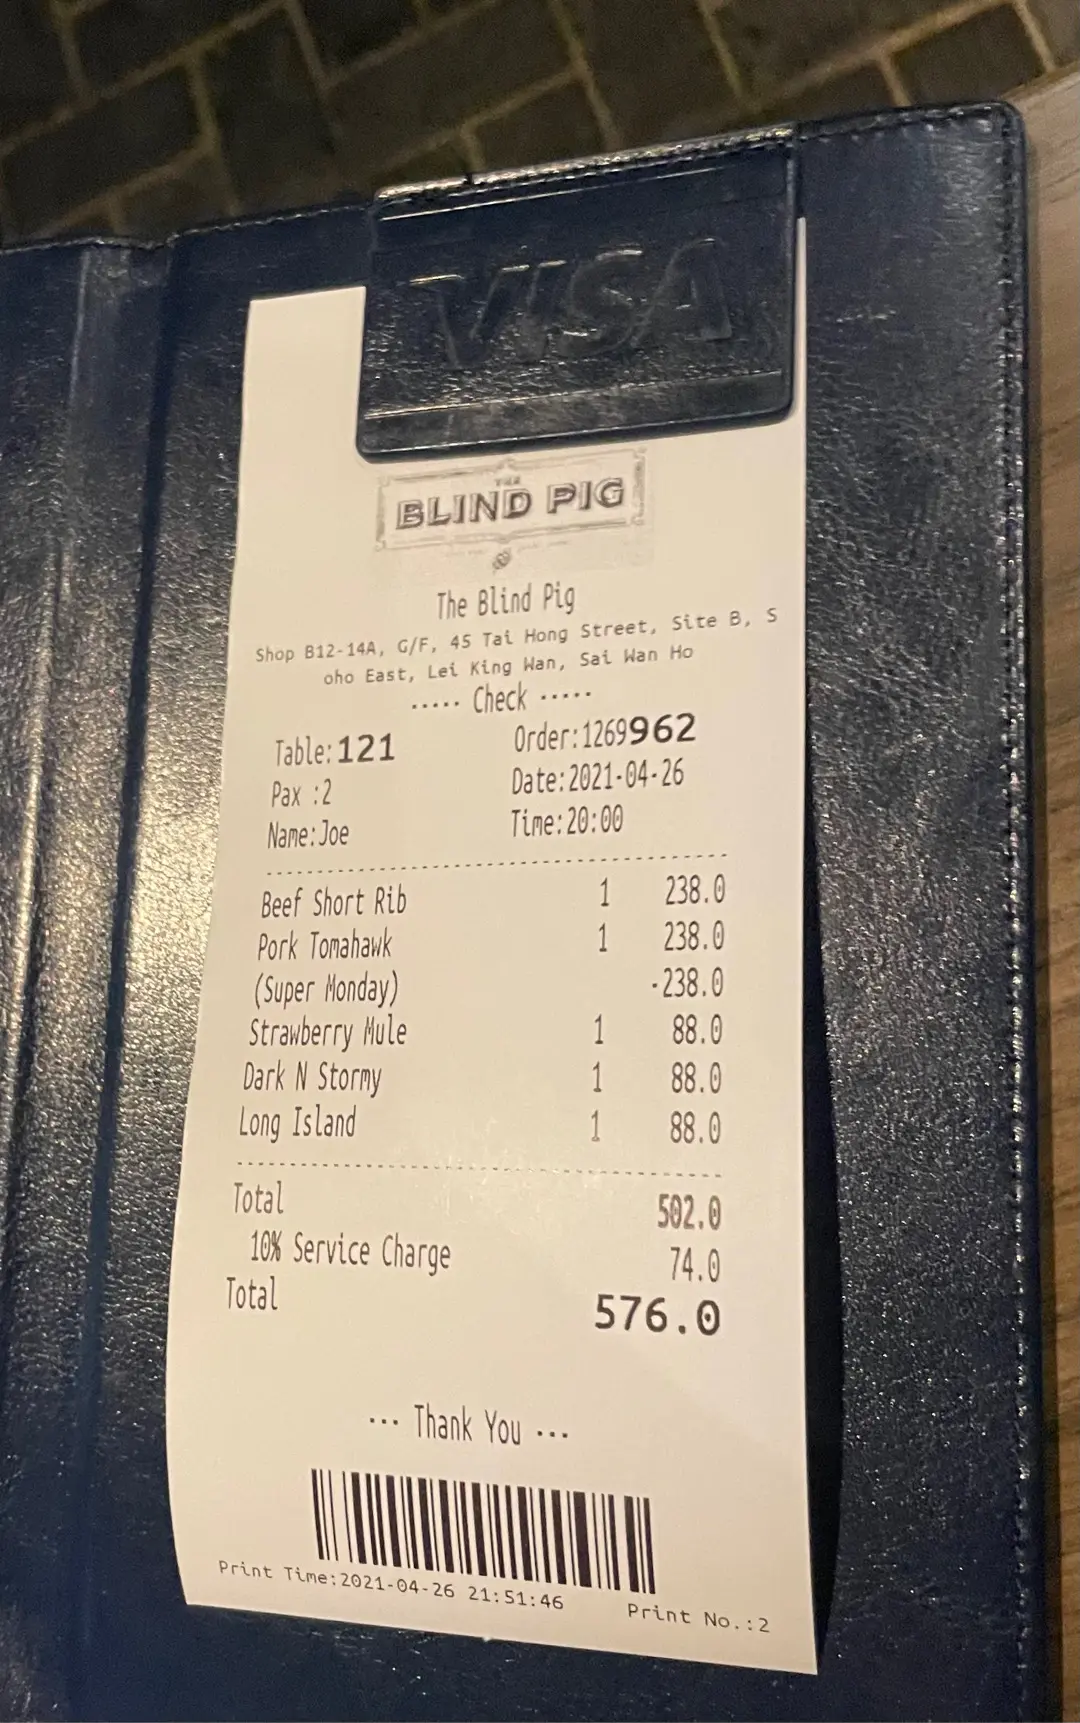 VISA
THE
BLIND PIG
The Blind Pig
Shop B12-14A, G/F, 45 Tai Hong Street, Site B, S
oho East, Lei King Wan, Sai Wan Ho
----- Check -----
Table:121 Order:1269962
Pax :2 Date:2021-04-26
Name:Joe Time:20:00
Beef Short Rib 1 238.0
Pork Tomahawk 1 238.0
(Super Monday) -238.0
Strawberry Mule 1 88.0
Dark N Stormy 1 88.0
Long Island 1 88.0
Total 502.0
10% Service Charge 74.0
Total 576.0
--- Thank You ---
Print Time:2021-04-26 21:51:46 Print No.:2